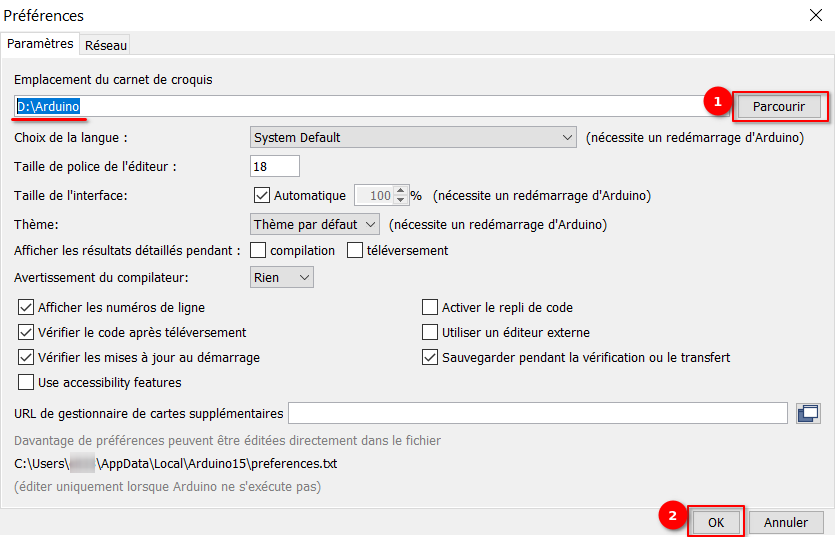 Préférences
Paramètres Réseau
Emplacement du carnet de croquis
D:\Arduino 1 Parcourir
Choix de la langue : System Default (nécessite un redémarrage d'Arduino)
Taille de police de l'éditeur : 18
Taille de l'interface: Automatique 100 % (nécessite un redémarrage d'Arduino)
Thème: Thème par défaut (nécessite un redémarrage d'Arduino)
Afficher les résultats détaillés pendant : compilation téléversement
Avertissement du compilateur: Rien
Afficher les numéros de ligne Activer le repli de code
Vérifier le code après téléversement Utiliser un éditeur externe
Vérifier les mises à jour au démarrage Sauvegarder pendant la vérification ou le transfert
Use accessibility features
URL de gestionnaire de cartes supplémentaires
Davantage de préférences peuvent être éditées directement dans le fichier
C:\Users\ \AppData\Local\Arduino15\preferences.txt
(éditer uniquement lorsque Arduino ne s'exécute pas)
2 OK Annuler